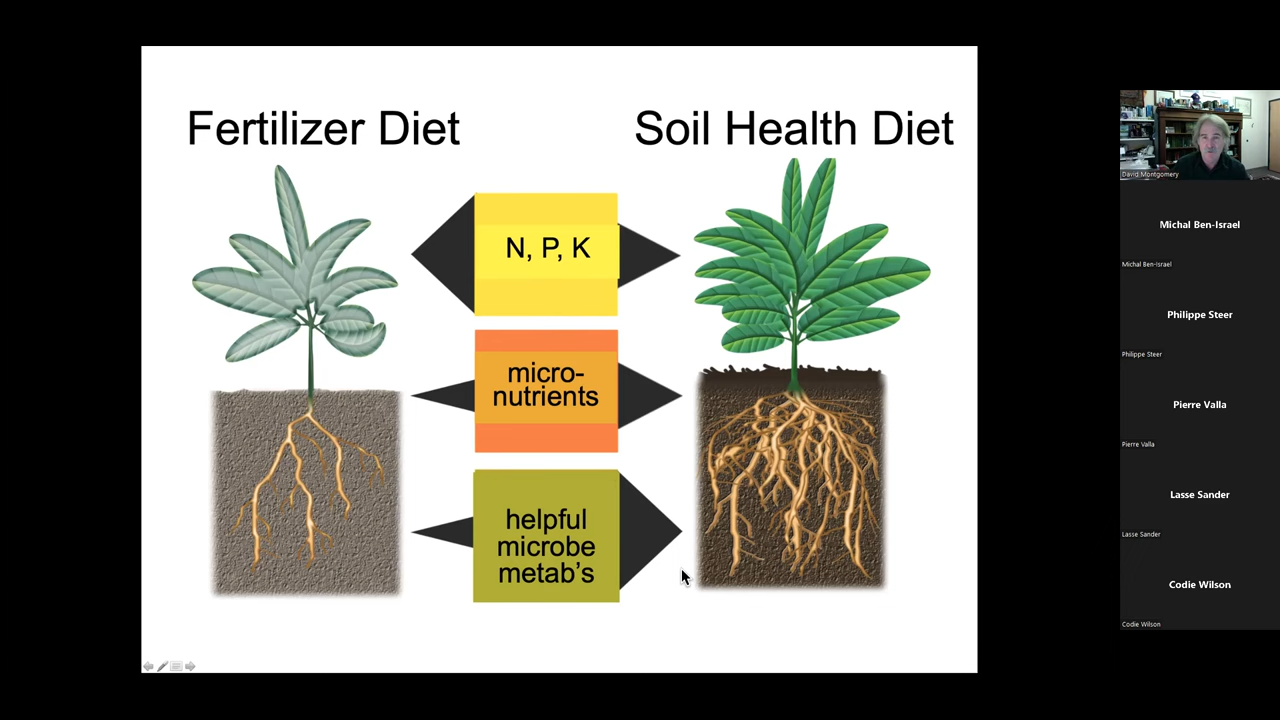 Fertilizer Diet
Soil Health Diet
N, P, K
micro-
nutrients
helpful
microbe
metab's
David Montgomery
Michal Ben-Israel
Michal Ben-Israel
Philippe Steer
Philippe Steer
Pierre Valla
Pierre Valla
Lasse Sander
Lasse Sander
Codie Wilson
Codie Wilson